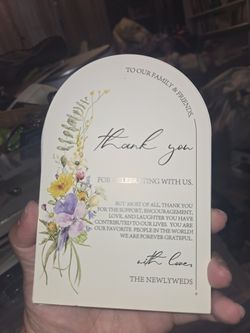 TO OUR FAMILY & FRIENDS,
thank you
FOR CELEBRATING WITH US.
BUT MOST OF ALL, THANK YOU
FOR THE SUPPORT, ENCOURAGEMENT,
LOVE, AND LAUGHTER YOU HAVE
CONTRIBUTED TO OUR LIVES. YOU ARE
OUR FAVORITE PEOPLE IN THE WORLD!
WE ARE FOREVER GRATEFUL.
with love,
THE NEWLYWEDS